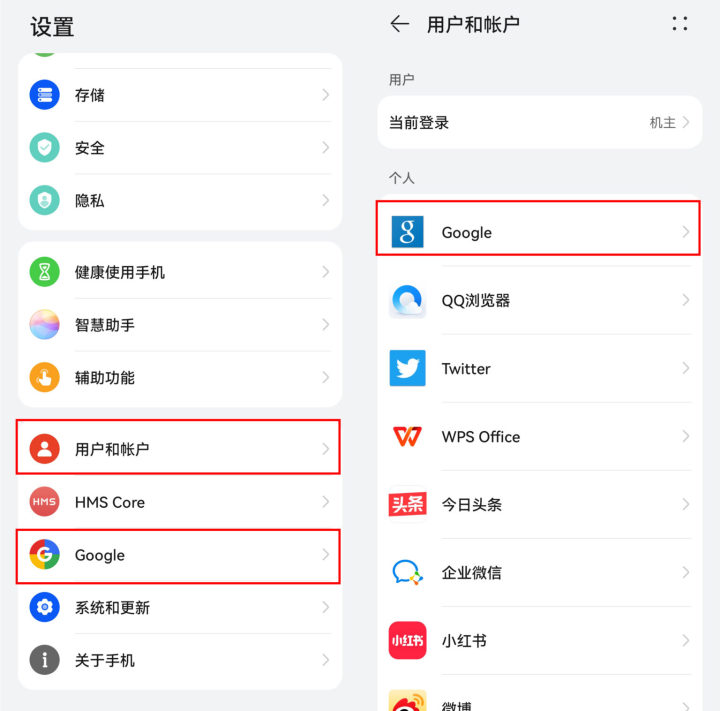 设置
存储
安全
隐私
健康使用手机
智慧助手
辅助功能
用户和帐户
HMS
HMS Core
G
Google
系统和更新
关于手机
用户和帐户
用户
当前登录
机主
个人
g
Google
QQ浏览器
Twitter
W
WPS Office
头条
今日头条
企业微信
小红书
小红书
微博